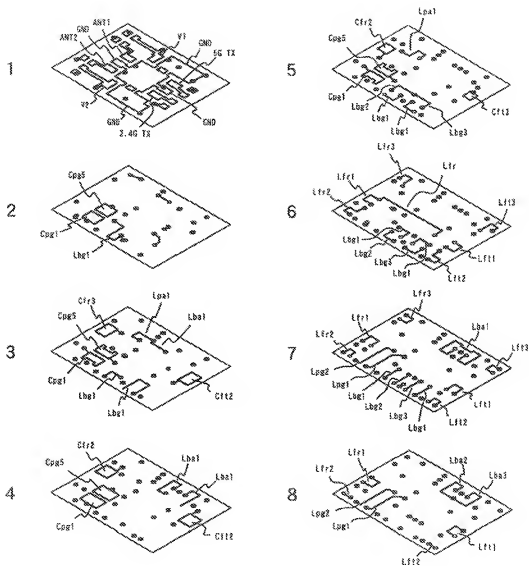 1
ANT1
GND
ANT2
V1
GND
5G TX
V2
GND
GND
2.4G TX
2
Cpg5
Cpg1
Lbg1
3
Cfr3
Cpg5
Lpa1
Lba1
Cpg1
Lbg1
Lbg1
Cft2
4
Cfr2
Cpg5
Lba1
Lba1
Cpg1
Cft2
5
Cfr2
Lpa1
Cpg5
Cpg1
Lbg2
Lbg1
Lbg1
Lbg3
Cft3
6
Lfr3
Lfr
Lfr1
Lfr2
Lft3
Lbg1
Lbg2
Lbg3
Lbg1
Lft1
Lft2
7
Lfr3
Lfr1
Lba1
Lfr2
Lft3
Lpg2
Lpg1
Lbg1
Lbg2
Lbg3
Lbg1
Lft1
Lft2
8
Lfr1
Lba2
Lba3
Lfr2
Lpg2
Lpg1
Lft1
Lft2